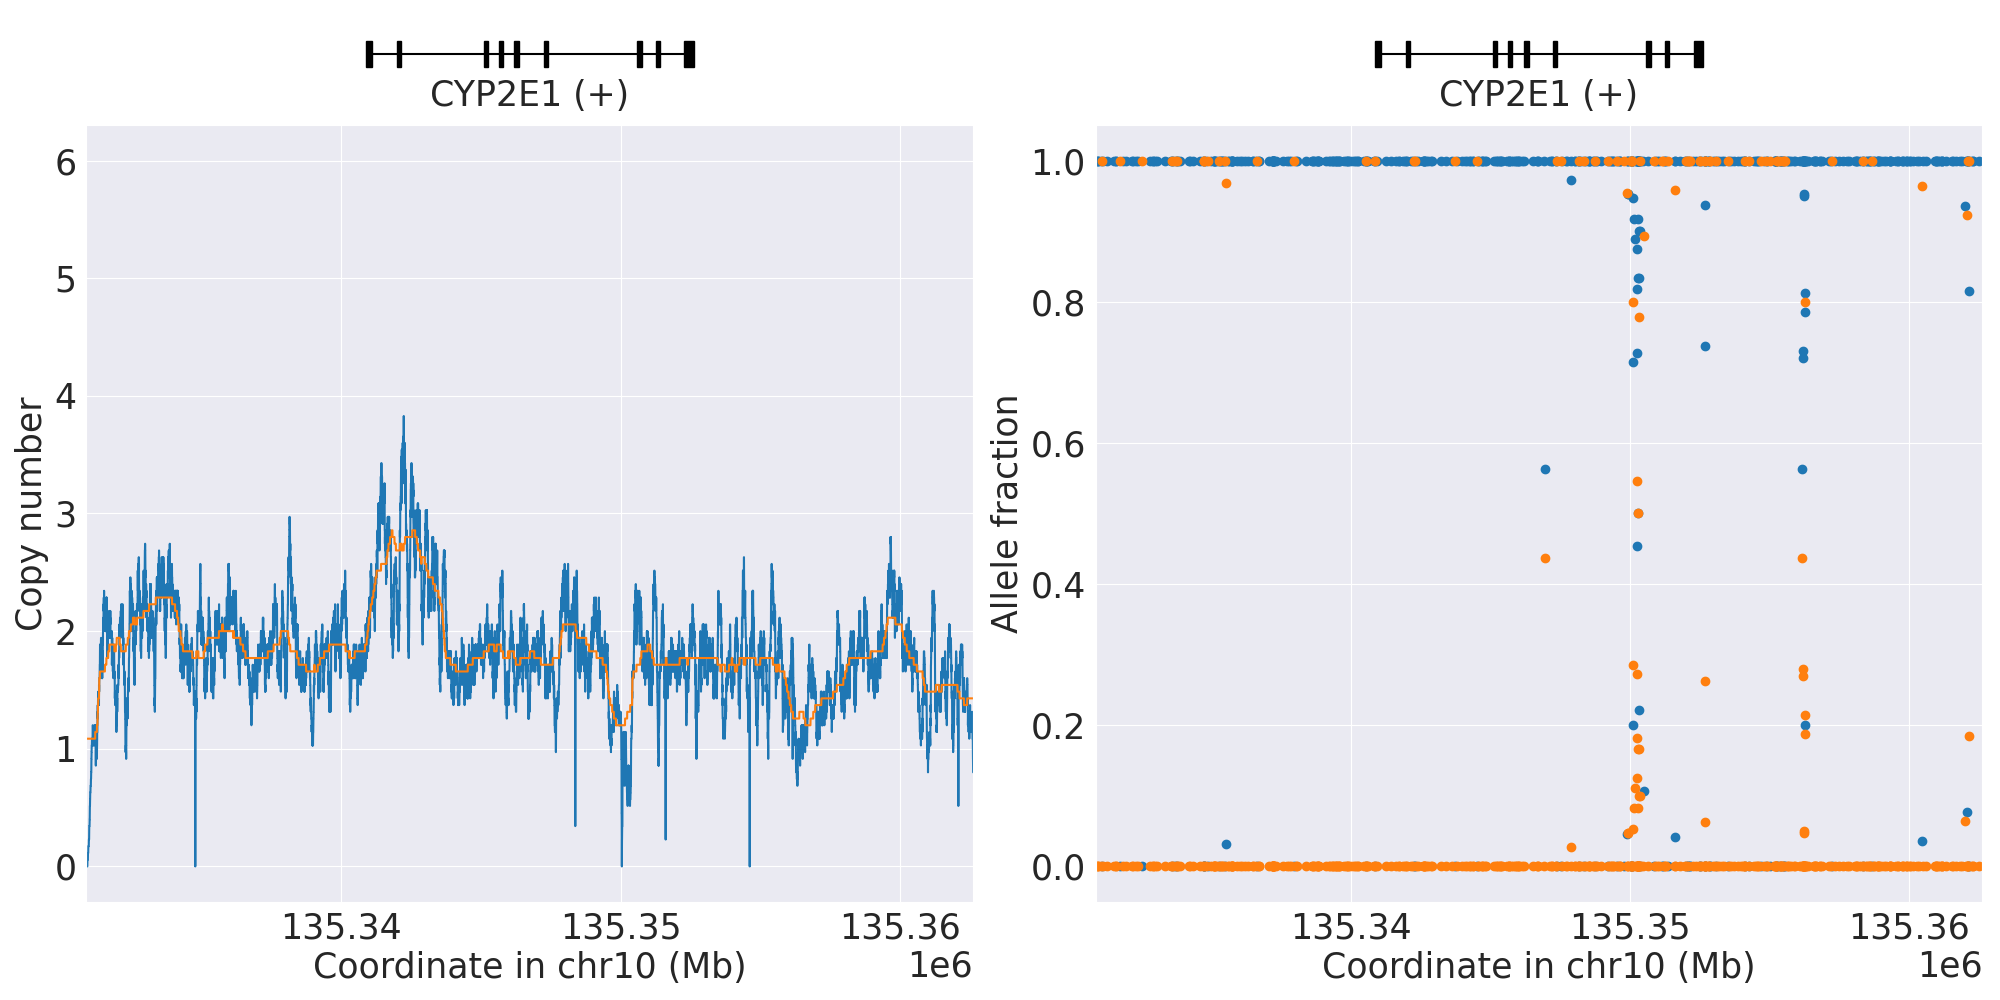 CYP2E1 (+)
6
5
4
3
2
1
0
Copy number
135.34 135.35 135.36
Coordinate in chr10 (Mb)
1e6
CYP2E1 (+)
1.0
0.8
0.6
0.4
0.2
0.0
Allele fraction
135.34 135.35 135.36
Coordinate in chr10 (Mb)
1e6